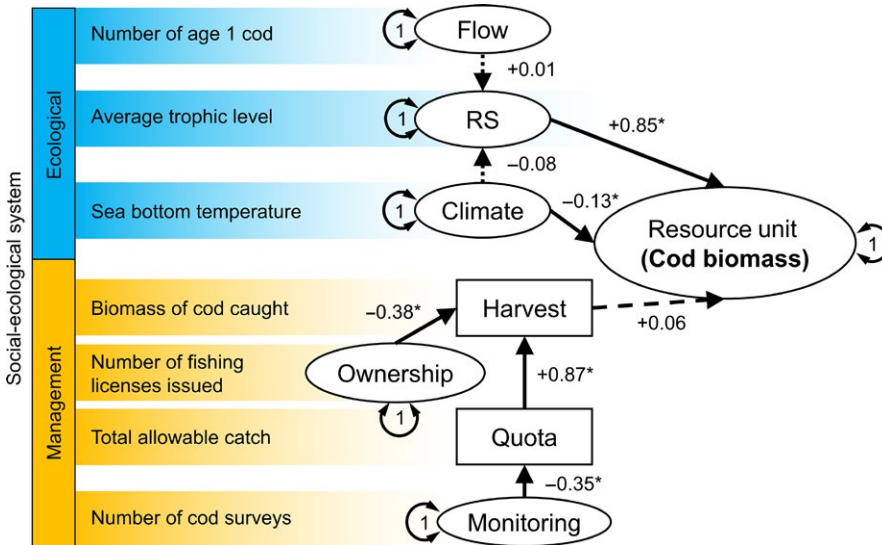 Social-ecological system
Ecological
Management
Number of age 1 cod
1
Flow
+0.01
Average trophic level
1
RS
+0.85*
−0.08
Sea bottom temperature
1
Climate
−0.13*
Resource unit
(Cod biomass)
1
Biomass of cod caught
−0.38*
Harvest
+0.06
Number of fishing
licenses issued
Ownership
1
+0.87*
Total allowable catch
Quota
−0.35*
Number of cod surveys
1
Monitoring